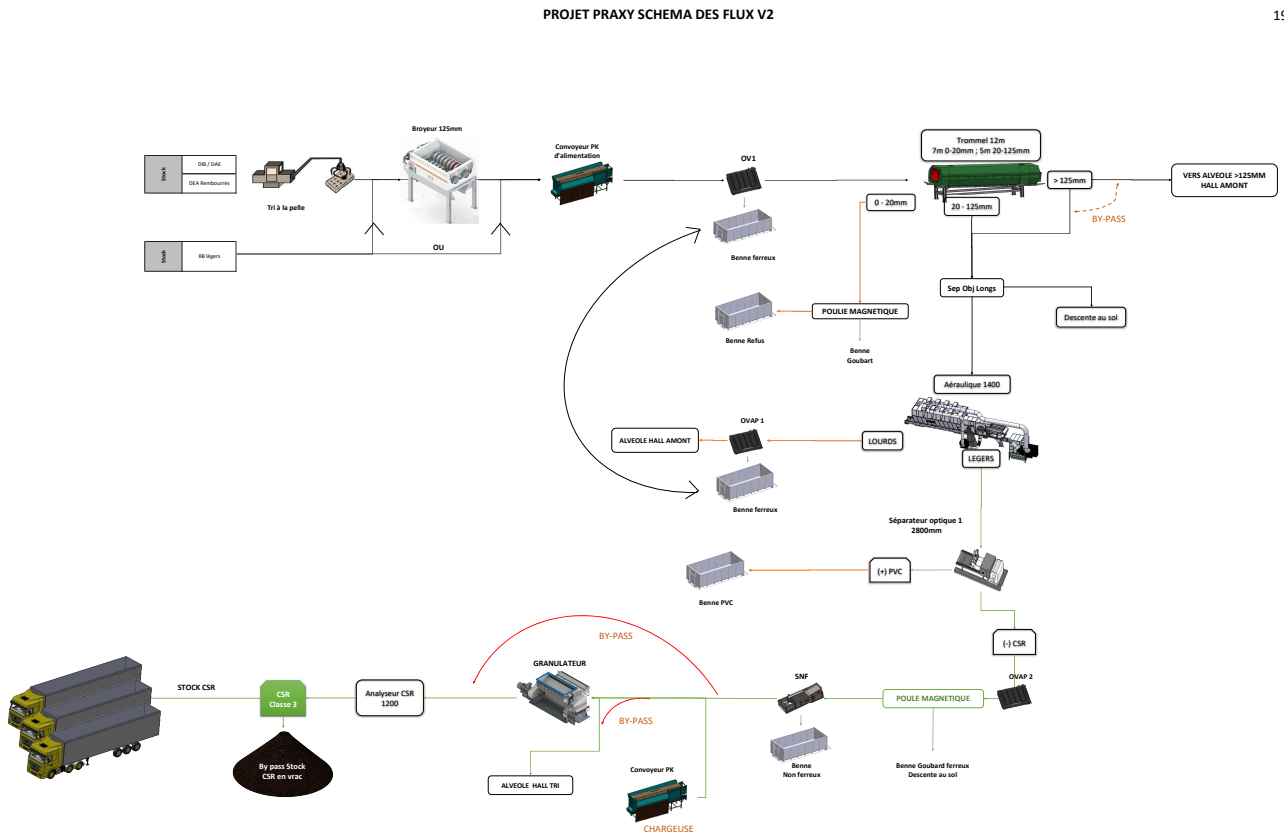 PROJET PRAXY SCHEMA DES FLUX V2
19
Broyeur 125mm
Convoyeur PK
d'alimentation
OV1
Trommel 12m
7m 0-20mm ; 5m 20-125mm
Stock
DIB / DAE
DEA Rembourrés
Tri à la pelle
> 125mm
VERS ALVEOLE >125MM
HALL AMONT
0 - 20mm
20 - 125mm
BY-PASS
Stock
RB légers
OU
Benne ferreux
Sep Obj Longs
Descente au sol
POULIE MAGNETIQUE
Benne Refus
Benne
Goubart
Aéraulique 1400
OVAP 1
ALVEOLE HALL AMONT
LOURDS
LEGERS
Benne ferreux
Séparateur optique 1
2800mm
(+) PVC
Benne PVC
BY-PASS
(-) CSR
GRANULATEUR
SNF
OVAP 2
STOCK CSR
CSR
Classe 3
Analyseur CSR
1200
POULE MAGNETIQUE
BY-PASS
By pass Stock
CSR en vrac
Benne
Non ferreux
Benne Goubard ferreux
Descente au sol
Convoyeur PK
ALVEOLE HALL TRI
CHARGEUSE